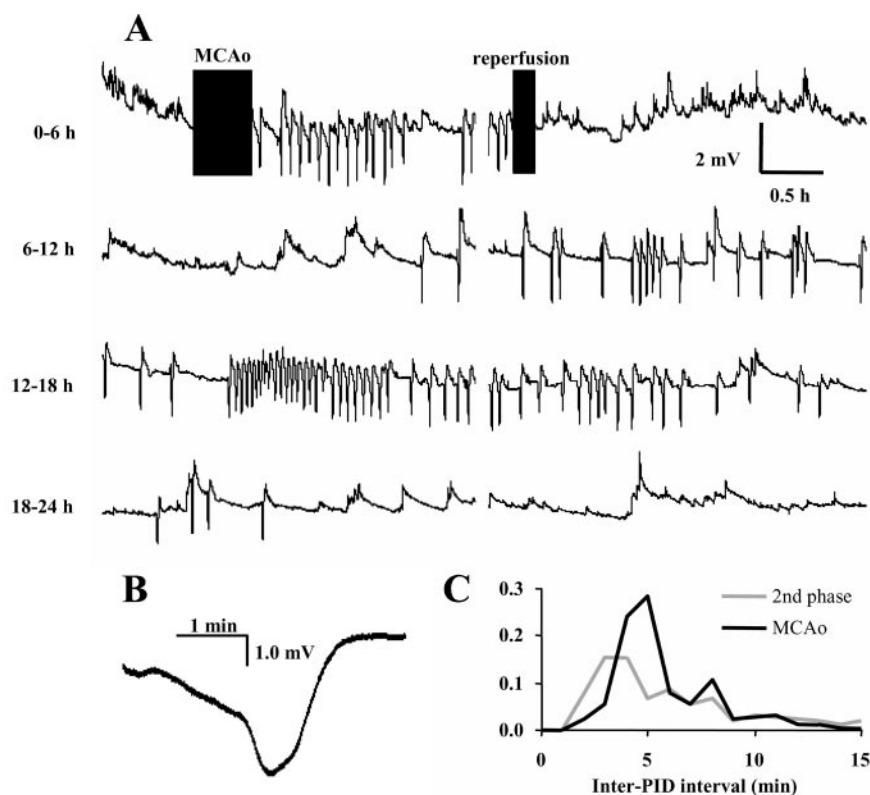 A
MCAo
reperfusion
0-6 h
2 mV
0.5 h
6-12 h
12-18 h
18-24 h
B
1 min
1.0 mV
C
0.3
0.2
0.1
0.0
2nd phase
MCAo
0 5 10 15
Inter-PID interval (min)